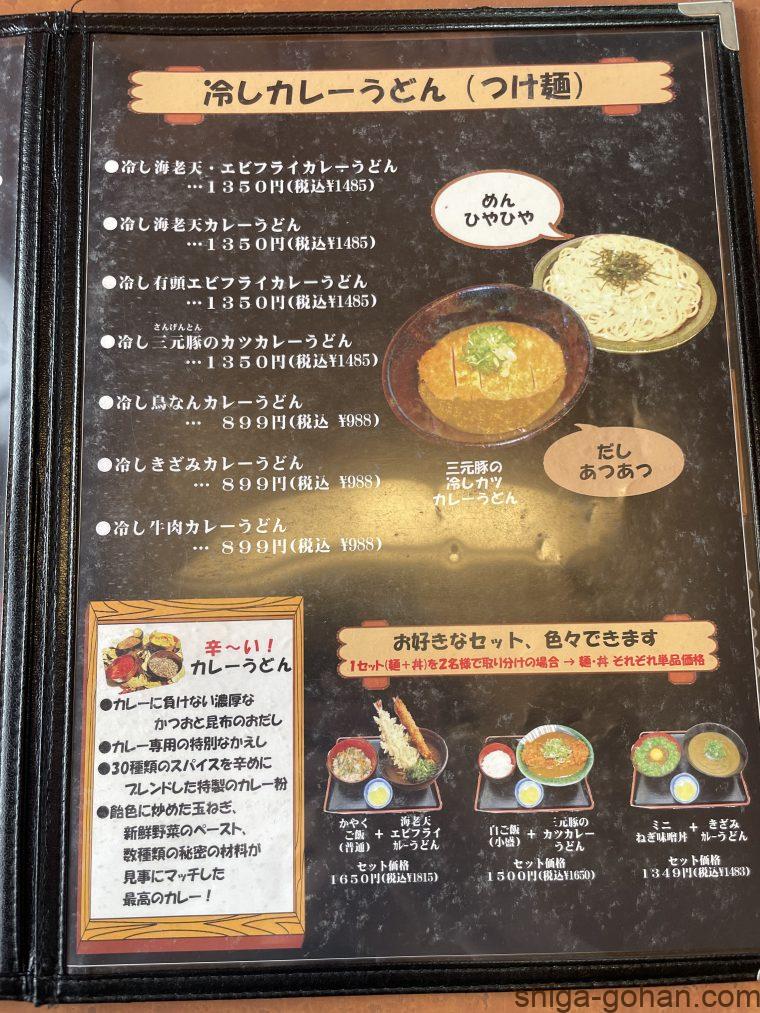 冷しカレーうどん（つけ麺）
●冷し海老天・エビフライカレーうどん
…１３５０円(税込¥1485)
●冷し海老天カレーうどん
…１３５０円(税込¥1485)
●冷し有頭エビフライカレーうどん
…１３５０円(税込¥1485)
さんげんとん
●冷し三元豚のカツカレーうどん
…１３５０円(税込¥1485)
●冷し鳥なんカレーうどん
… ８９９円(税込 ¥988)
●冷しきざみカレーうどん
… ８９９円(税込 ¥988)
●冷し牛肉カレーうどん
… ８９９円(税込 ¥988)
めん
ひやひや
だし
あつあつ
三元豚の
冷しカツ
カレーうどん
辛〜い！
カレーうどん
●カレーに負けない濃厚な
かつおと昆布のおだし
●カレー専用の特別なかえし
●30種類のスパイスを辛めに
ブレンドした特製のカレー粉
●飴色に炒めた玉ねぎ、
新鮮野菜のペースト、
数種類の秘密の材料が
見事にマッチした
最高のカレー！
お好きなセット、色々できます
1セット(麺＋丼)を2名様で取り分けの場合 → 麺・丼 それぞれ単品価格
かやく
ご飯
(普通)
+
海老天
エビフライ
カレーうどん
セット価格
１６５０円(税込¥1815)
白ご飯
(小盛)
+
三元豚の
カツカレー
うどん
セット価格
１５００円(税込¥1650)
ミニ
ねぎ味噌丼
+
きざみ
カレーうどん
セット価格
１３４９円(税込¥1483)
shiga-gohan.com